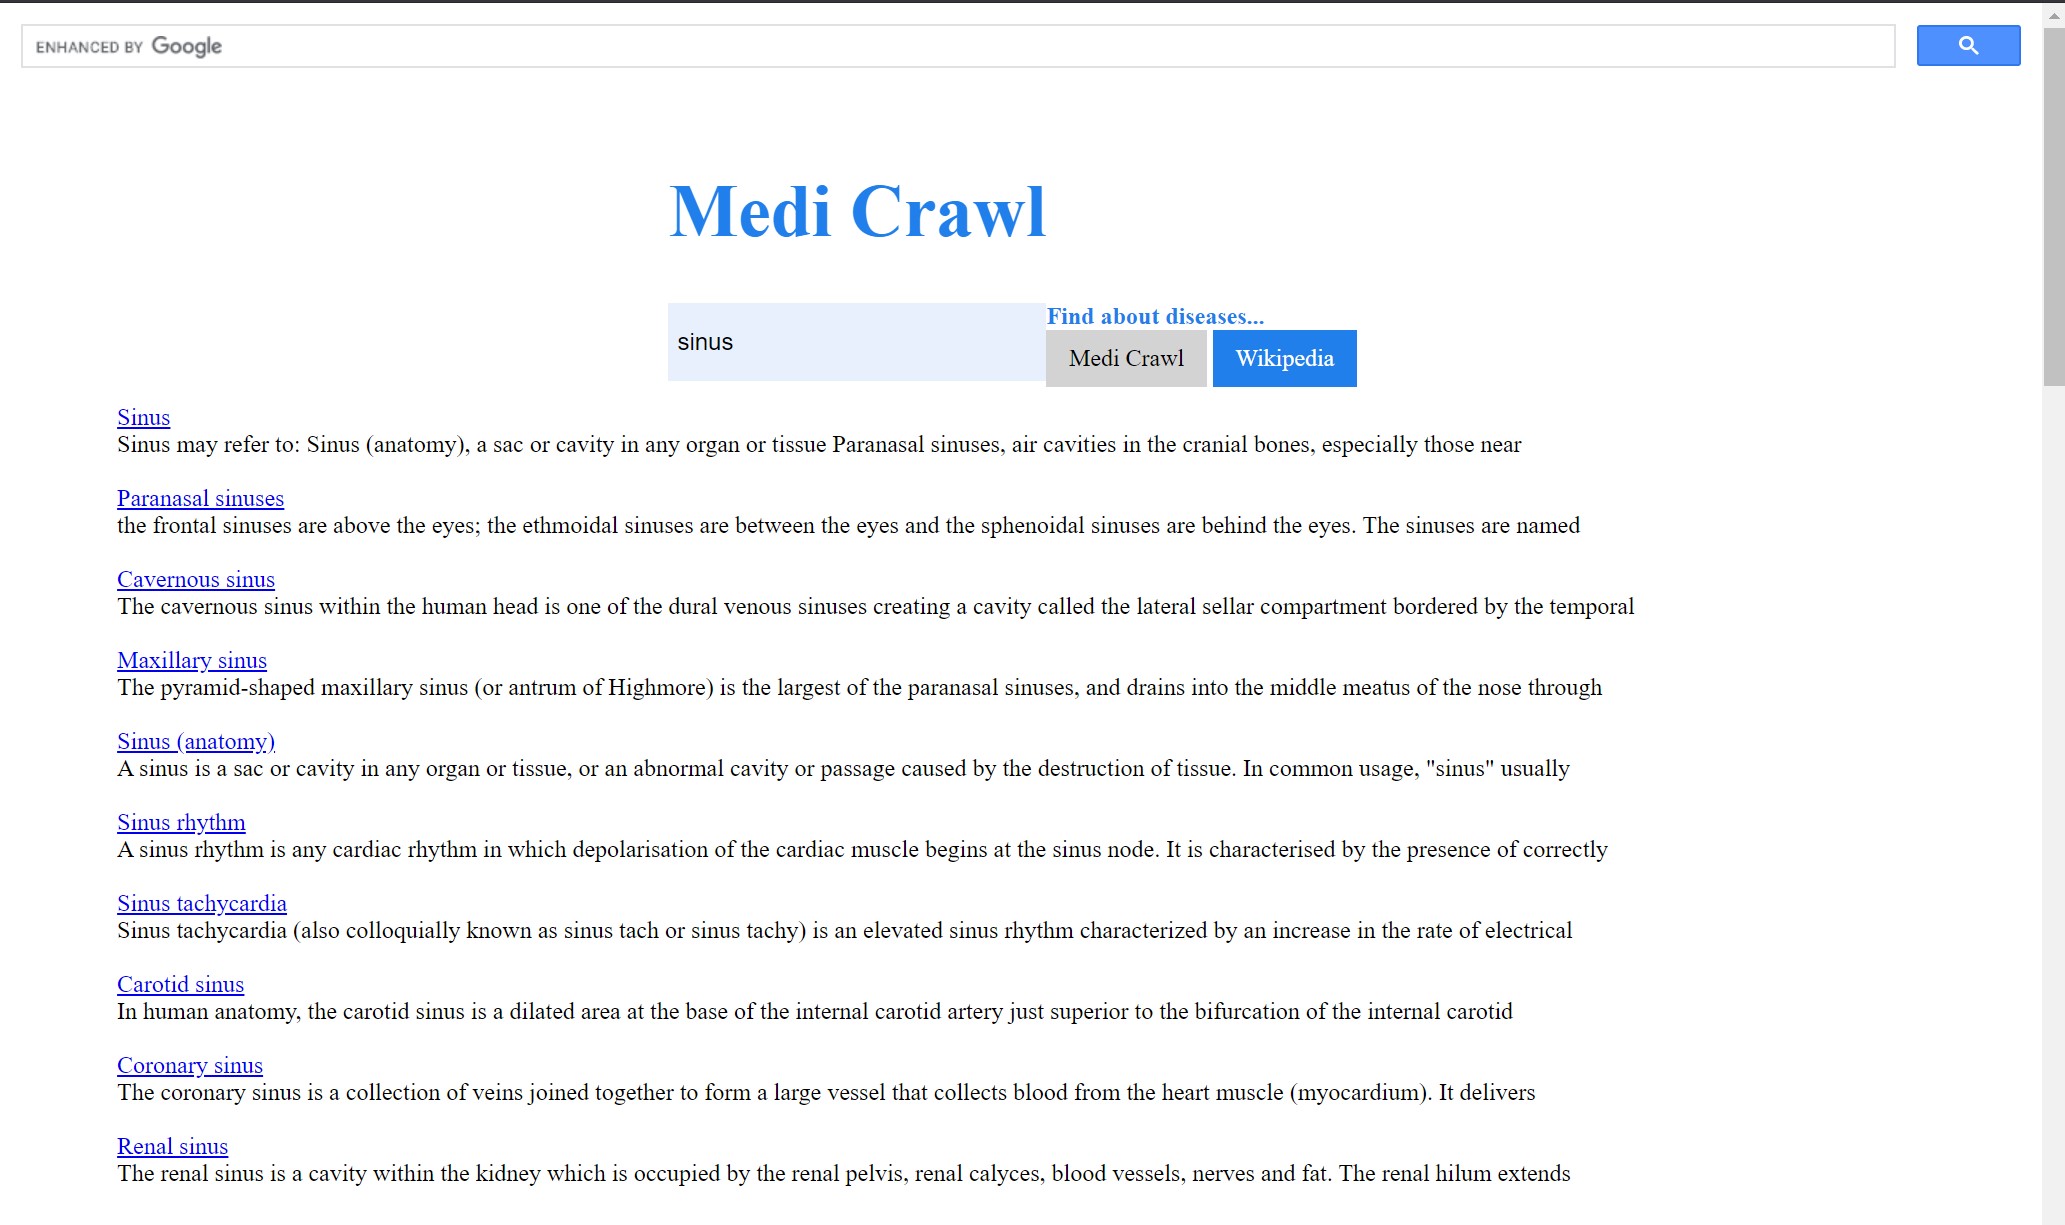 ENHANCED BY Google
Medi Crawl
sinus
Find about diseases...
Medi Crawl
Wikipedia
Sinus
Sinus may refer to: Sinus (anatomy), a sac or cavity in any organ or tissue Paranasal sinuses, air cavities in the cranial bones, especially those near
Paranasal sinuses
the frontal sinuses are above the eyes; the ethmoidal sinuses are between the eyes and the sphenoidal sinuses are behind the eyes. The sinuses are named
Cavernous sinus
The cavernous sinus within the human head is one of the dural venous sinuses creating a cavity called the lateral sellar compartment bordered by the temporal
Maxillary sinus
The pyramid-shaped maxillary sinus (or antrum of Highmore) is the largest of the paranasal sinuses, and drains into the middle meatus of the nose through
Sinus (anatomy)
A sinus is a sac or cavity in any organ or tissue, or an abnormal cavity or passage caused by the destruction of tissue. In common usage, "sinus" usually
Sinus rhythm
A sinus rhythm is any cardiac rhythm in which depolarisation of the cardiac muscle begins at the sinus node. It is characterised by the presence of correctly
Sinus tachycardia
Sinus tachycardia (also colloquially known as sinus tach or sinus tachy) is an elevated sinus rhythm characterized by an increase in the rate of electrical
Carotid sinus
In human anatomy, the carotid sinus is a dilated area at the base of the internal carotid artery just superior to the bifurcation of the internal carotid
Coronary sinus
The coronary sinus is a collection of veins joined together to form a large vessel that collects blood from the heart muscle (myocardium). It delivers
Renal sinus
The renal sinus is a cavity within the kidney which is occupied by the renal pelvis, renal calyces, blood vessels, nerves and fat. The renal hilum extends